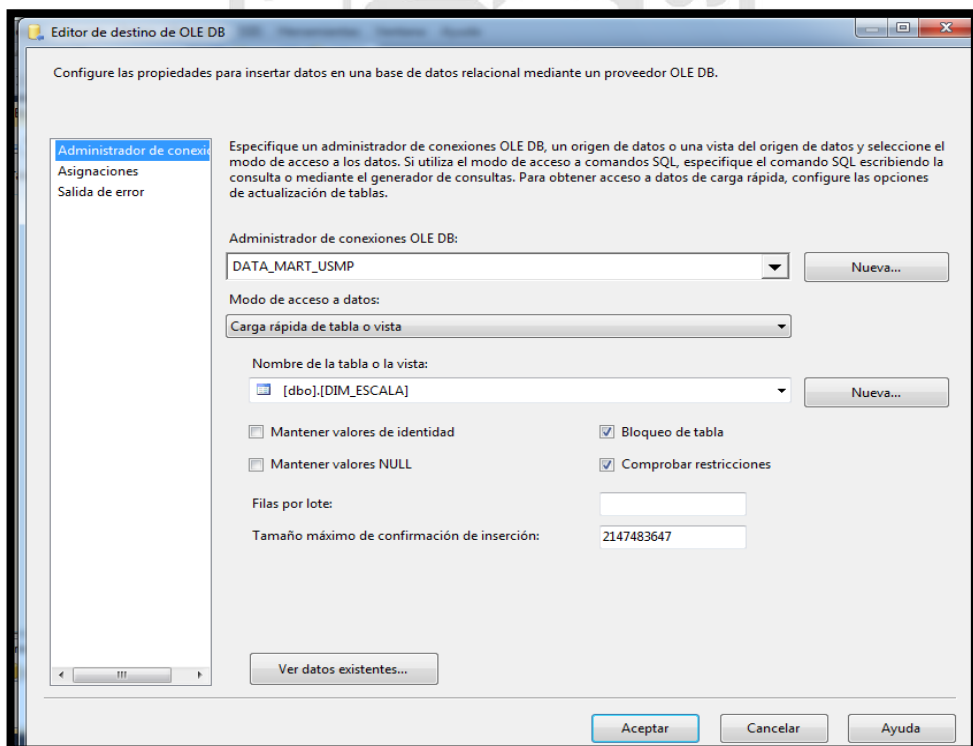 Editor de destino de OLE DB
Configure las propiedades para insertar datos en una base de datos relacional mediante un proveedor OLE DB.
Administrador de conexi
Asignaciones
Salida de error
Especifique un administrador de conexiones OLE DB, un origen de datos o una vista del origen de datos y seleccione el
modo de acceso a los datos. Si utiliza el modo de acceso a comandos SQL, especifique el comando SQL escribiendo la
consulta o mediante el generador de consultas. Para obtener acceso a datos de carga rápida, configure las opciones
de actualización de tablas.
Administrador de conexiones OLE DB:
DATA_MART_USMP
Nueva...
Modo de acceso a datos:
Carga rápida de tabla o vista
Nombre de la tabla o la vista:
[dbo].[DIM_ESCALA]
Nueva...
Mantener valores de identidad
Bloqueo de tabla
Mantener valores NULL
Comprobar restricciones
Filas por lote:
Tamaño máximo de confirmación de inserción:
2147483647
Ver datos existentes...
Aceptar
Cancelar
Ayuda